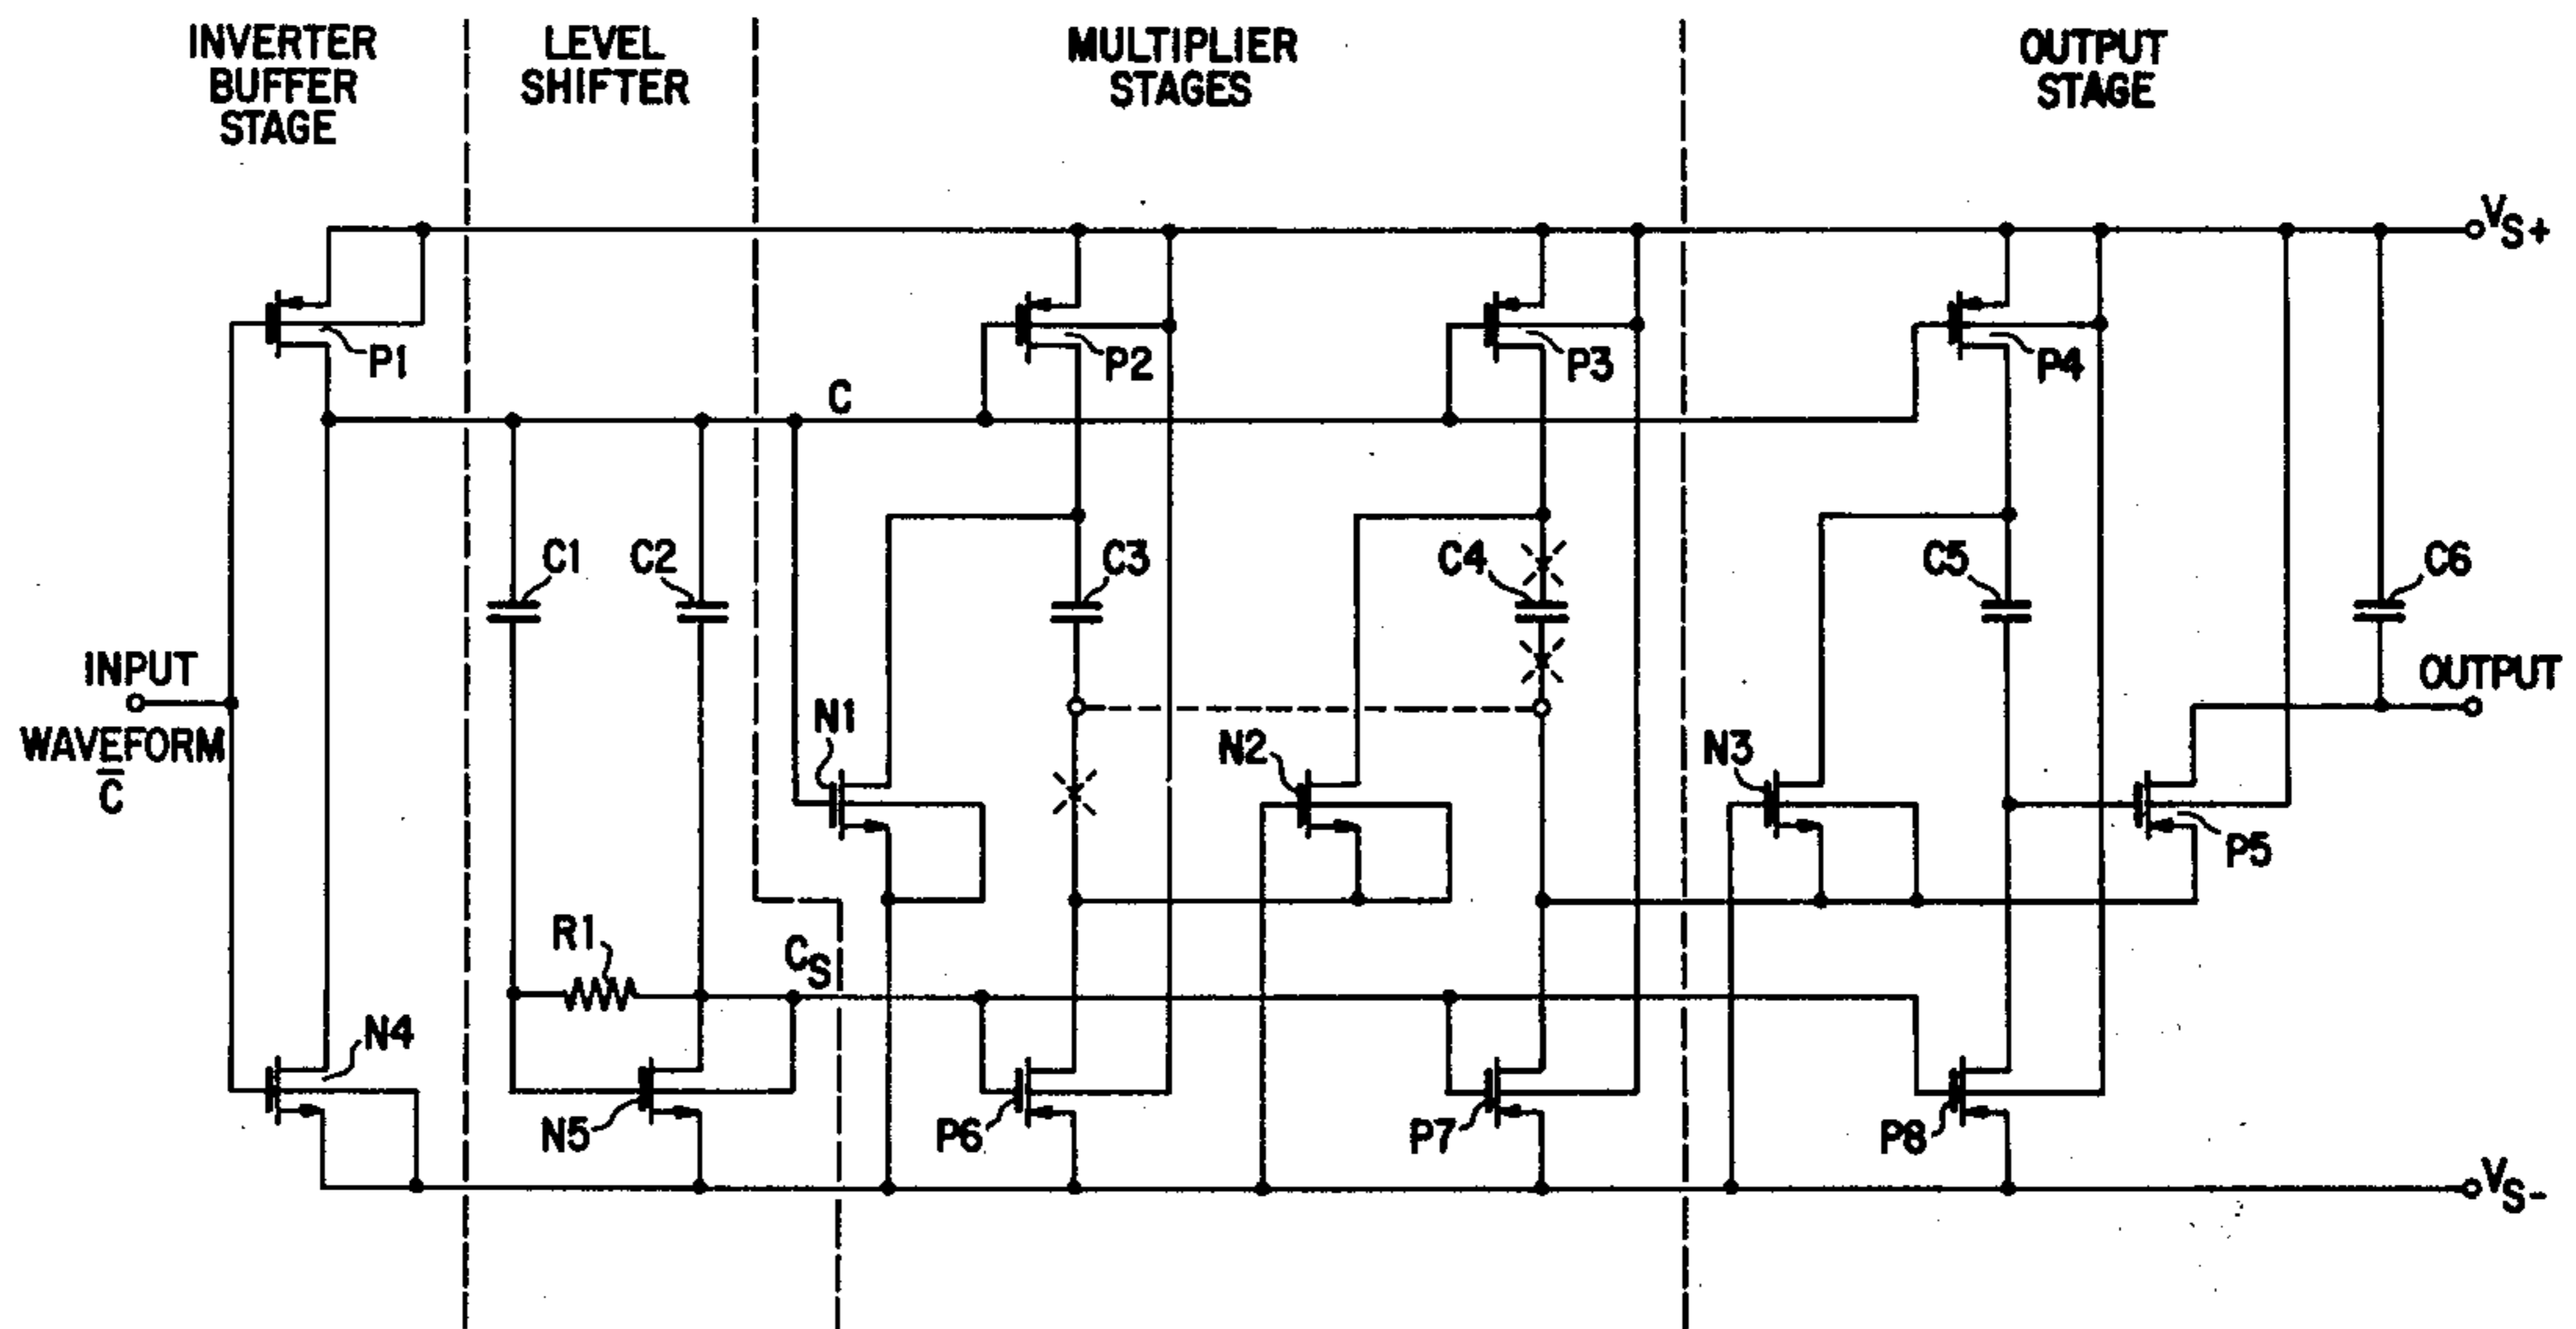 INVERTER
BUFFER
STAGE
LEVEL
SHIFTER
MULTIPLIER
STAGES
OUTPUT
STAGE
VS+
P1
P2
P3
P4
C
C1
C2
C3
C4
C5
C6
INPUT
WAVEFORM
C̅
OUTPUT
N1
N2
N3
P5
R1
CS
N4
N5
P6
P7
P8
VS-